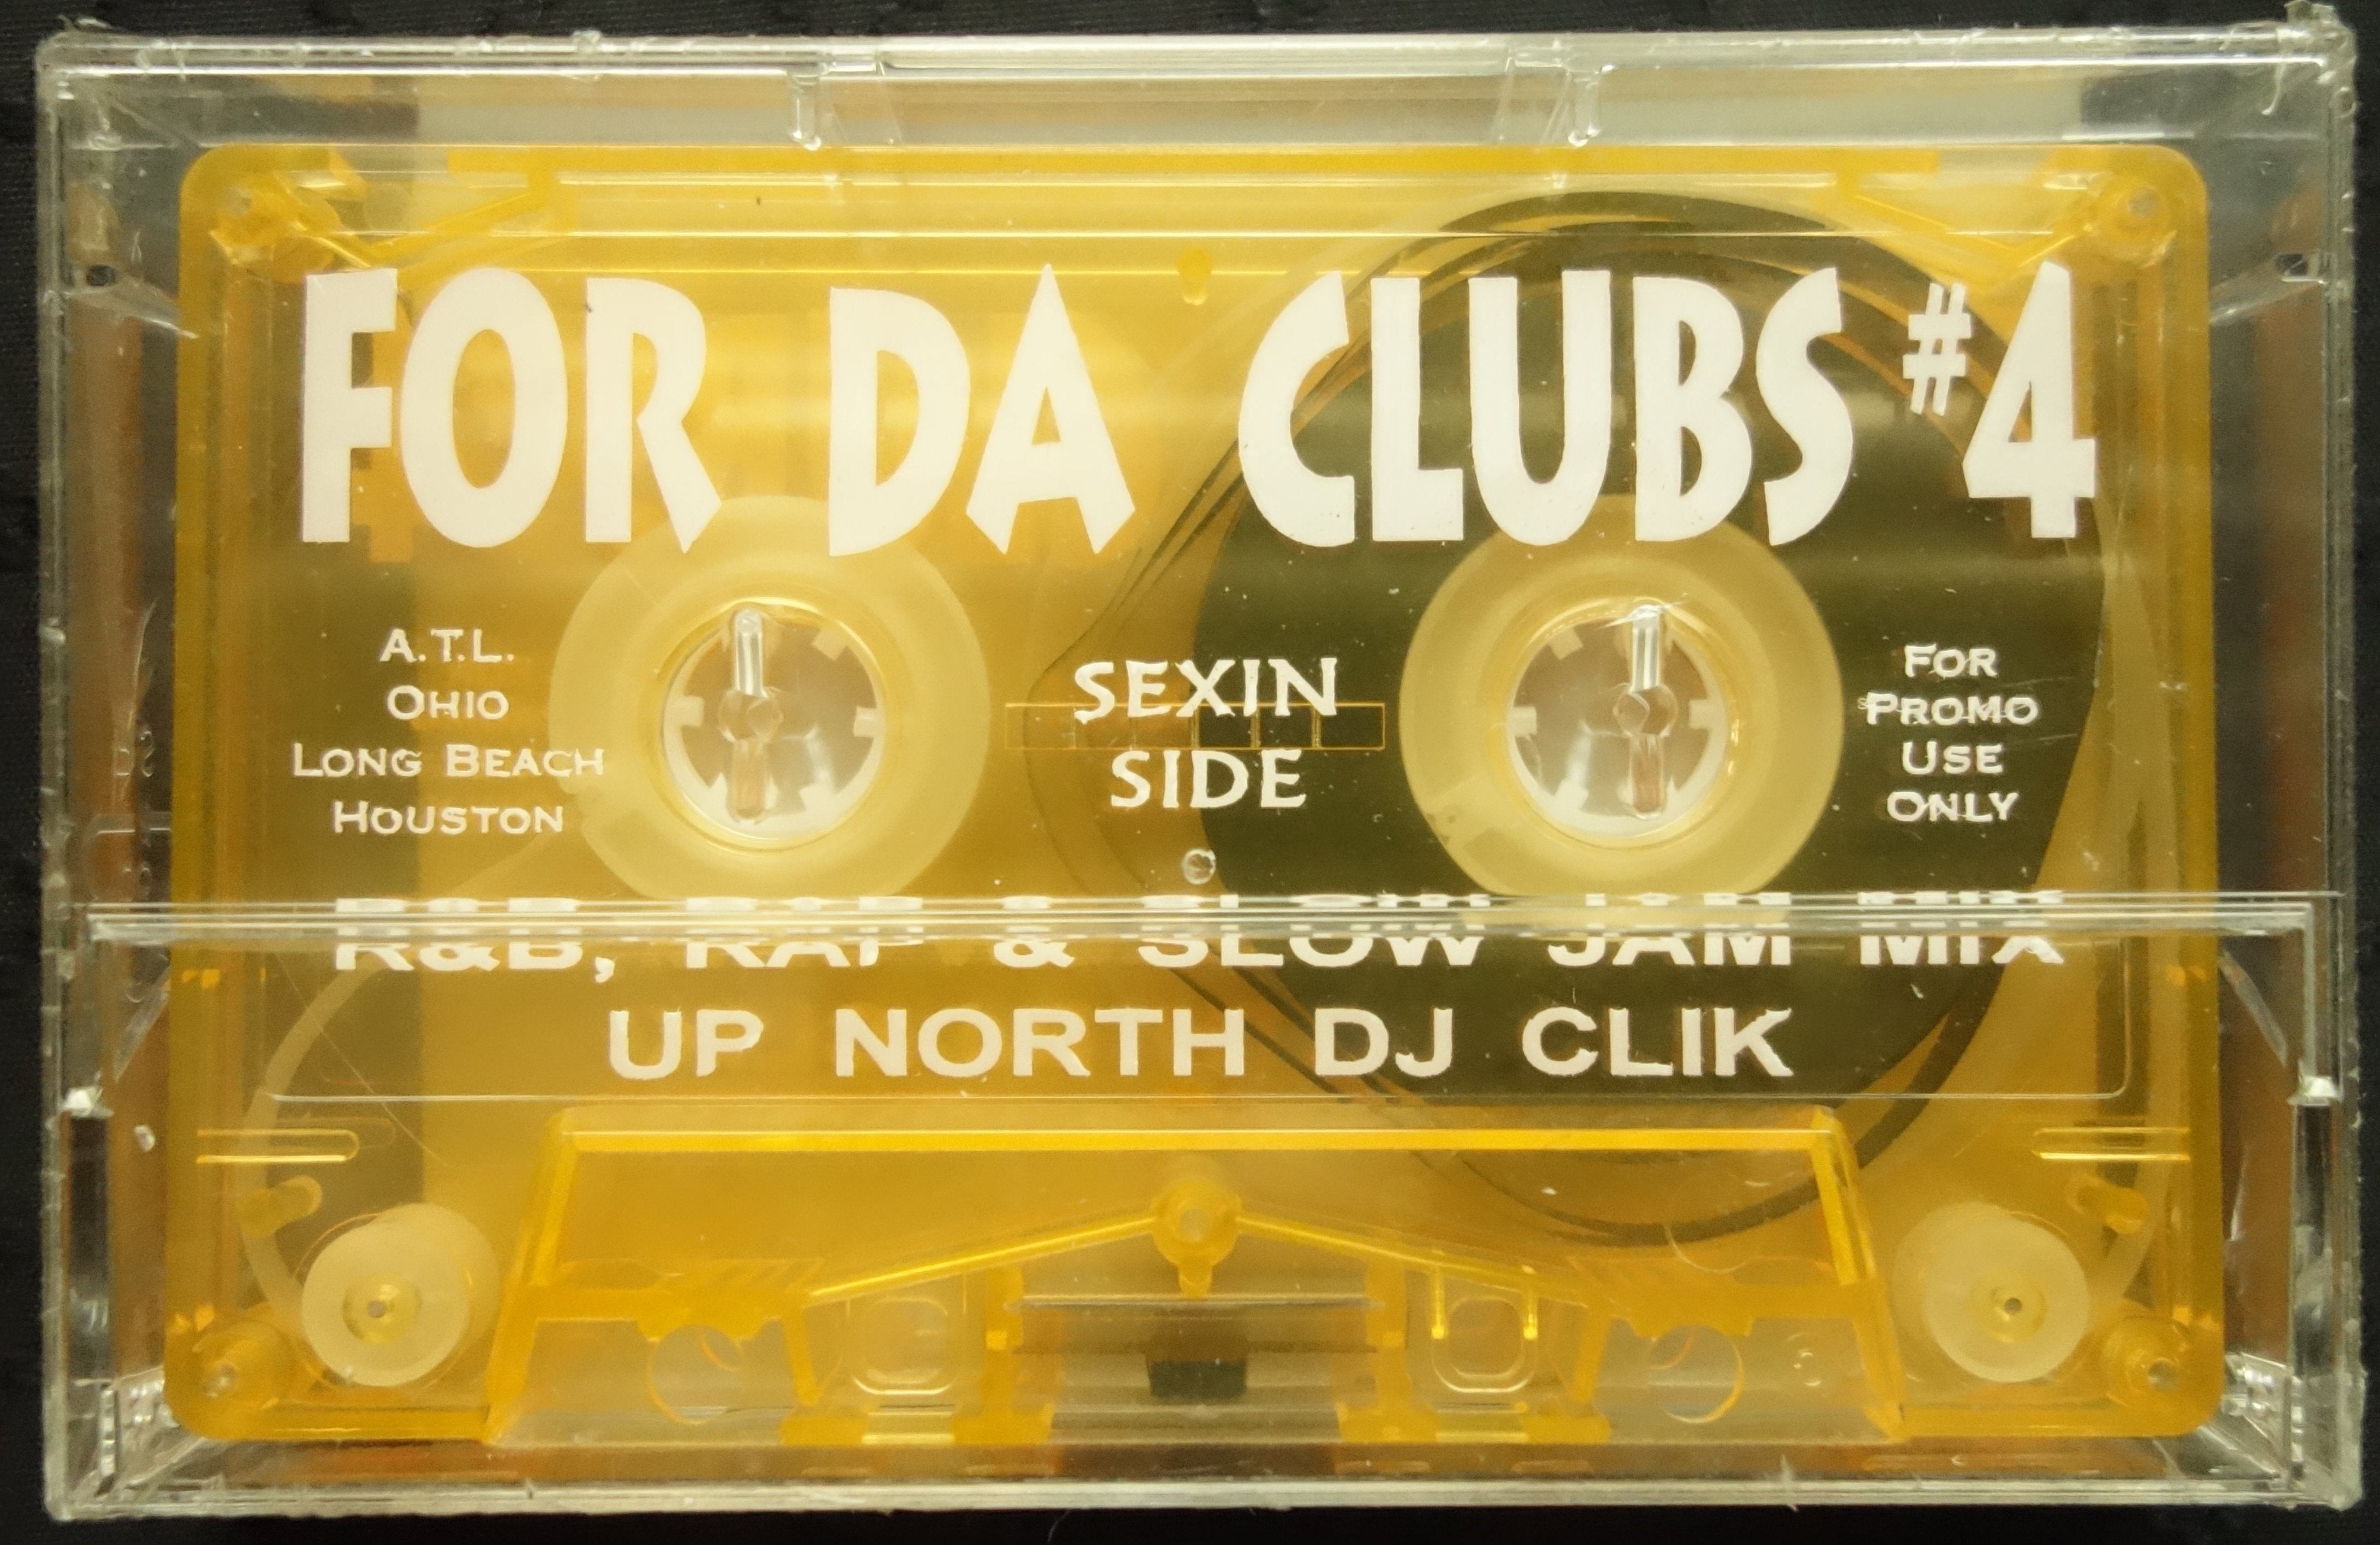 FOR DA CLUBS #4
A.T.L.
OHIO
LONG BEACH
HOUSTON
SEXIN
SIDE
FOR
PROMO
USE
ONLY
R&B, RAP & SLOW JAM MIX
UP NORTH DJ CLIK